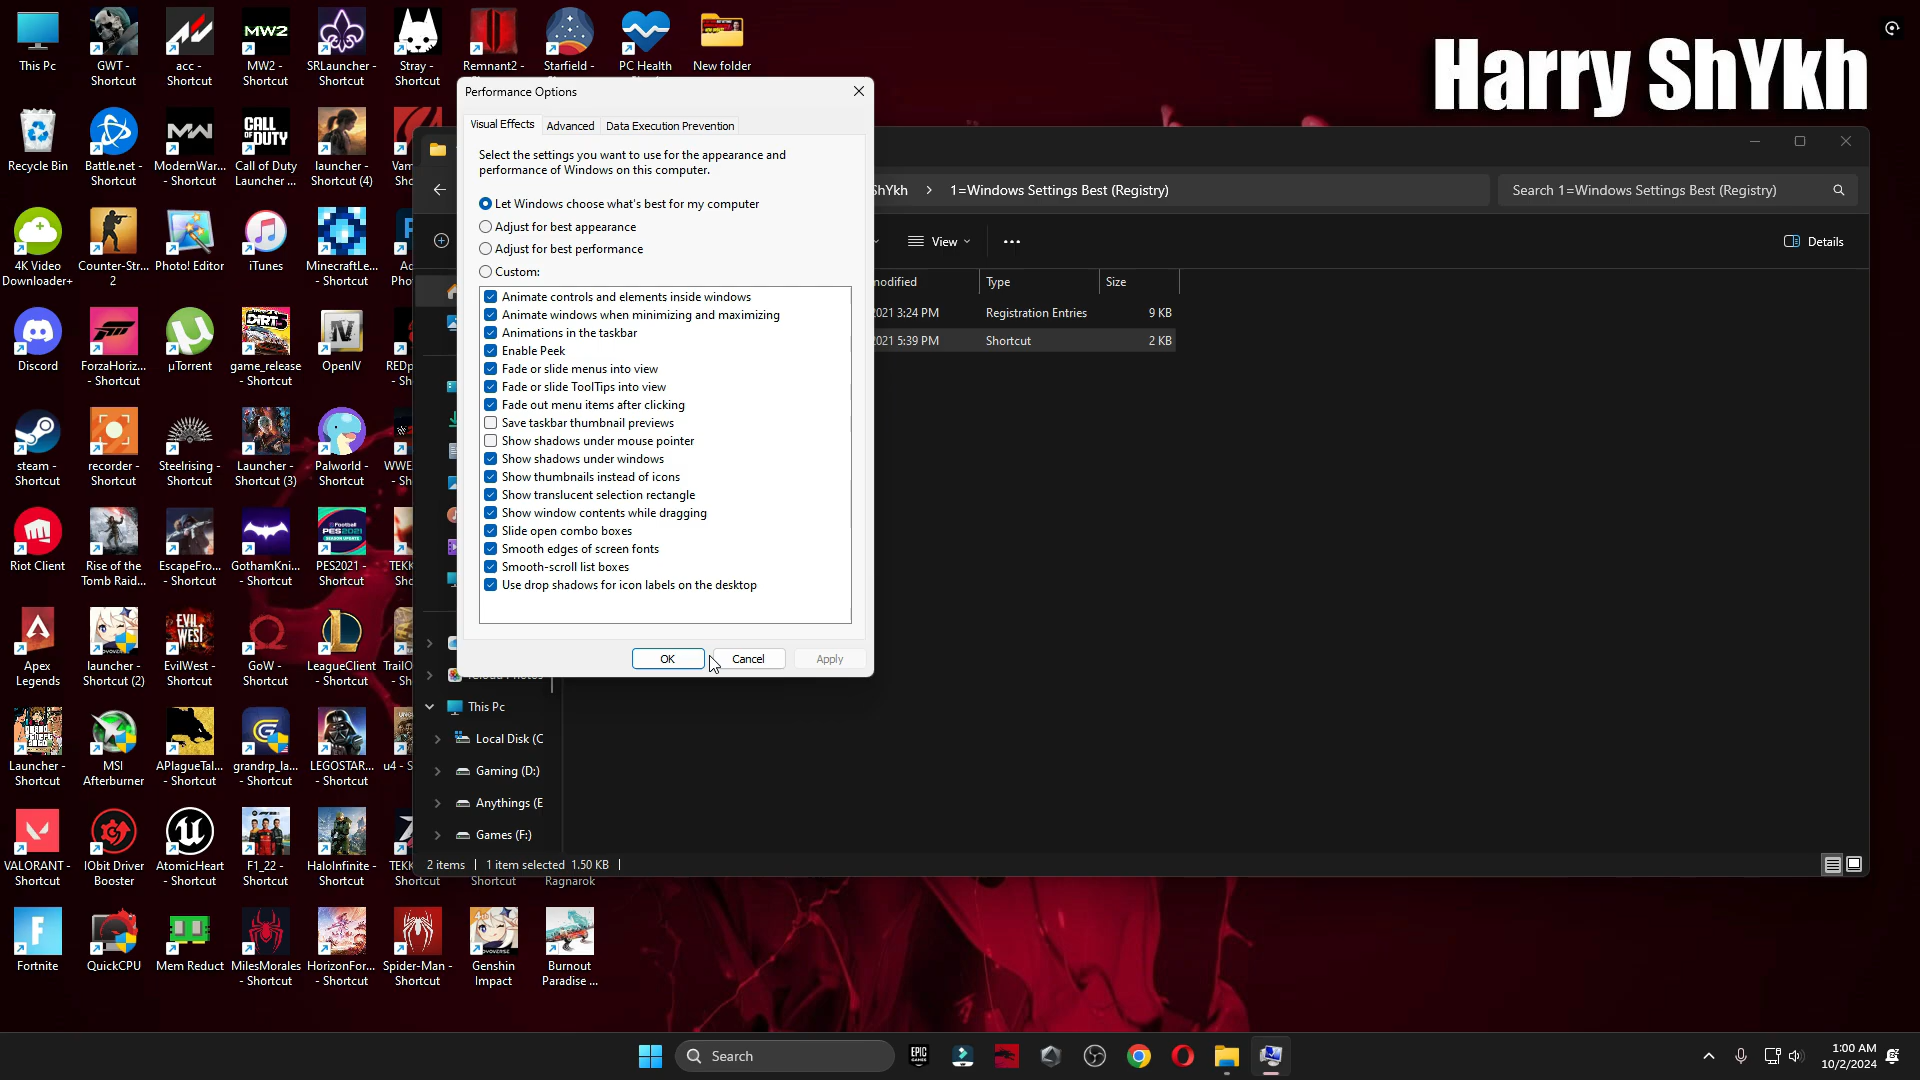 Harry ShYkh
This Pc
GWT -
Shortcut
acc -
Shortcut
MW2
MW2 -
Shortcut
SRLauncher -
Shortcut
Stray -
Shortcut
Remnant2 -
Starfield -
PC Health
New folder
Recycle Bin
Battle.net -
Shortcut
ModernWar...
- Shortcut
CALL OF
DUTY
Call of Duty
Launcher ...
launcher -
Shortcut (4)
4K Video
Downloader+
Counter-Str...
2
Photo! Editor
iTunes
MinecraftLe...
- Shortcut
Discord
ForzaHoriz...
- Shortcut
µTorrent
game_release
- Shortcut
OpenIV
steam -
Shortcut
recorder -
Shortcut
Steelrising -
Shortcut
Launcher -
Shortcut (3)
Palworld -
Shortcut
Riot Client
Rise of the
Tomb Raid...
EscapeFro...
- Shortcut
GothamKni...
- Shortcut
PES2021 -
Shortcut
Apex
Legends
launcher -
Shortcut (2)
EVIL
WEST
EvilWest -
Shortcut
GoW -
Shortcut
LeagueClient
- Shortcut
Launcher -
Shortcut
MSI
Afterburner
APlagueTal...
- Shortcut
grandrp_la...
- Shortcut
LEGOSTAR...
- Shortcut
u4 - S
VALORANT -
Shortcut
IObit Driver
Booster
AtomicHeart
- Shortcut
F1_22 -
Shortcut
HaloInfinite -
Shortcut
TEKK
Shortcut
Shortcut
Ragnarok
Fortnite
QuickCPU
Mem Reduct
MilesMorales
- Shortcut
HorizonFor...
- Shortcut
Spider-Man -
Shortcut
Genshin
Impact
Burnout
Paradise ...
Performance Options
Visual Effects
Advanced
Data Execution Prevention
Select the settings you want to use for the appearance and
performance of Windows on this computer.
Let Windows choose what's best for my computer
Adjust for best appearance
Adjust for best performance
Custom:
Animate controls and elements inside windows
Animate windows when minimizing and maximizing
Animations in the taskbar
Enable Peek
Fade or slide menus into view
Fade or slide ToolTips into view
Fade out menu items after clicking
Save taskbar thumbnail previews
Show shadows under mouse pointer
Show shadows under windows
Show thumbnails instead of icons
Show translucent selection rectangle
Show window contents while dragging
Slide open combo boxes
Smooth edges of screen fonts
Smooth-scroll list boxes
Use drop shadows for icon labels on the desktop
OK
Cancel
Apply
ShYkh > 1=Windows Settings Best (Registry)
Search 1=Windows Settings Best (Registry)
View
Details
modified
Type
Size
2021 3:24 PM
Registration Entries
9 KB
2021 5:39 PM
Shortcut
2 KB
This Pc
Local Disk (C
Gaming (D:)
Anythings (E
Games (F:)
2 items
1 item selected 1.50 KB
Search
EPIC
GAMES
1:00 AM
10/2/2024